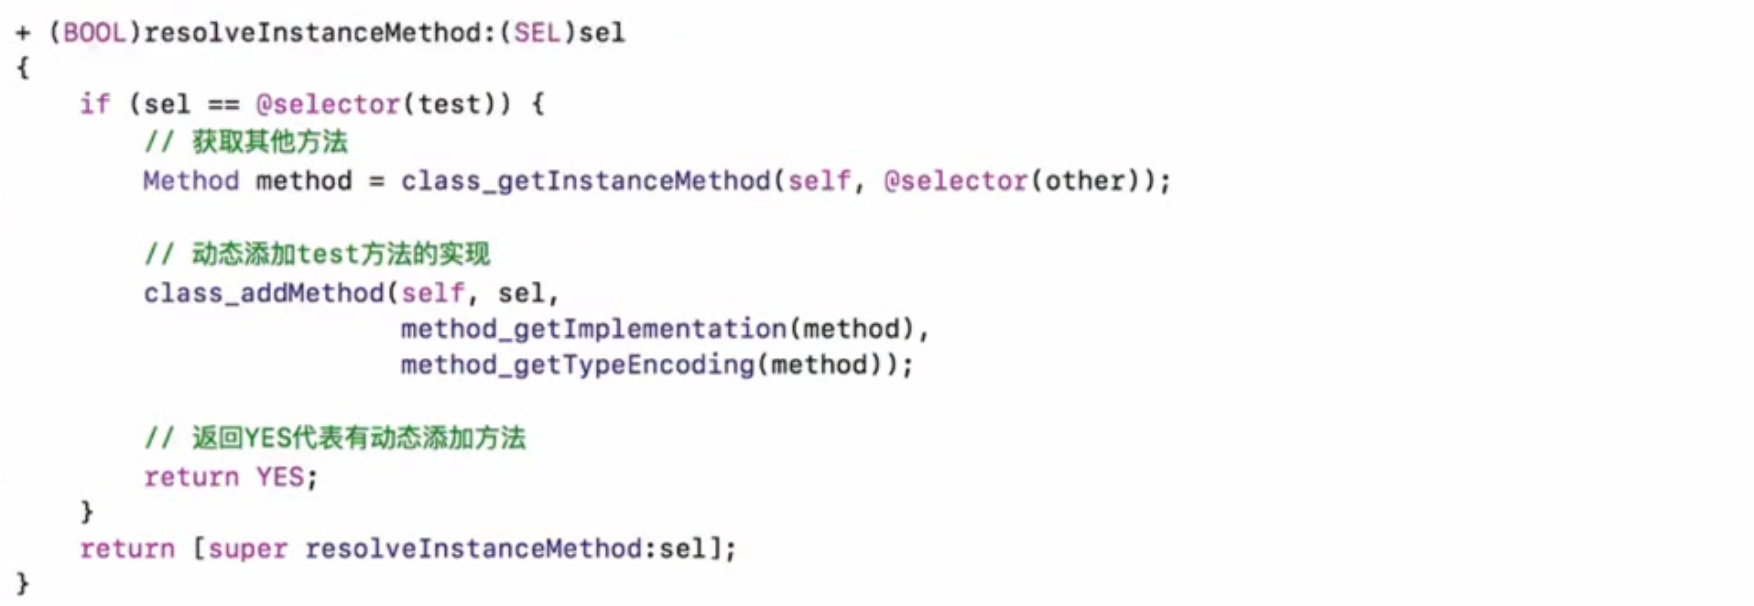 + (BOOL)resolveInstanceMethod:(SEL)sel
{
    if (sel == @selector(test)) {
        // 获取其他方法
        Method method = class_getInstanceMethod(self, @selector(other));

        // 动态添加test方法的实现
        class_addMethod(self, sel,
                        method_getImplementation(method),
                        method_getTypeEncoding(method));

        // 返回YES代表有动态添加方法
        return YES;
    }
    return [super resolveInstanceMethod:sel];
}